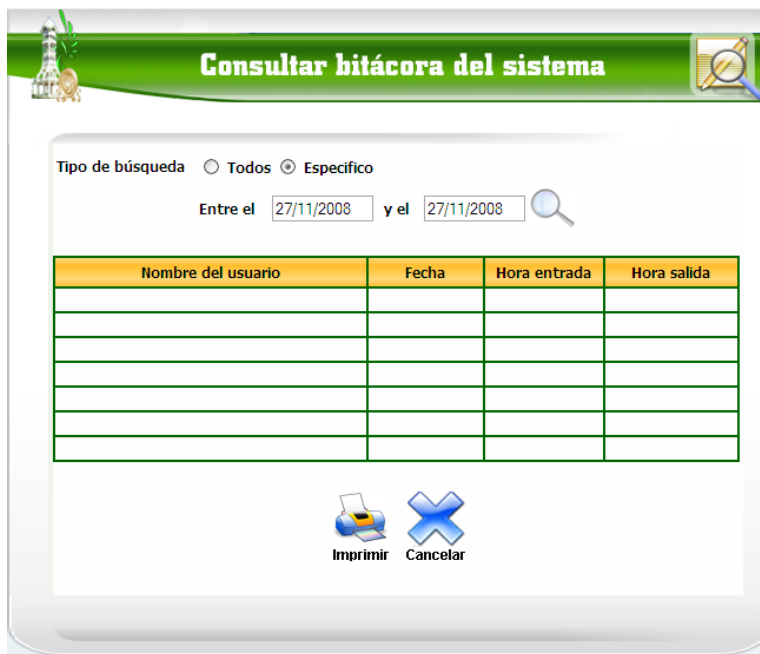 Consultar bitácora del sistema
Tipo de búsqueda Todos Especifico
Entre el 27/11/2008 y el 27/11/2008
Nombre del usuario Fecha Hora entrada Hora salida
Imprimir Cancelar